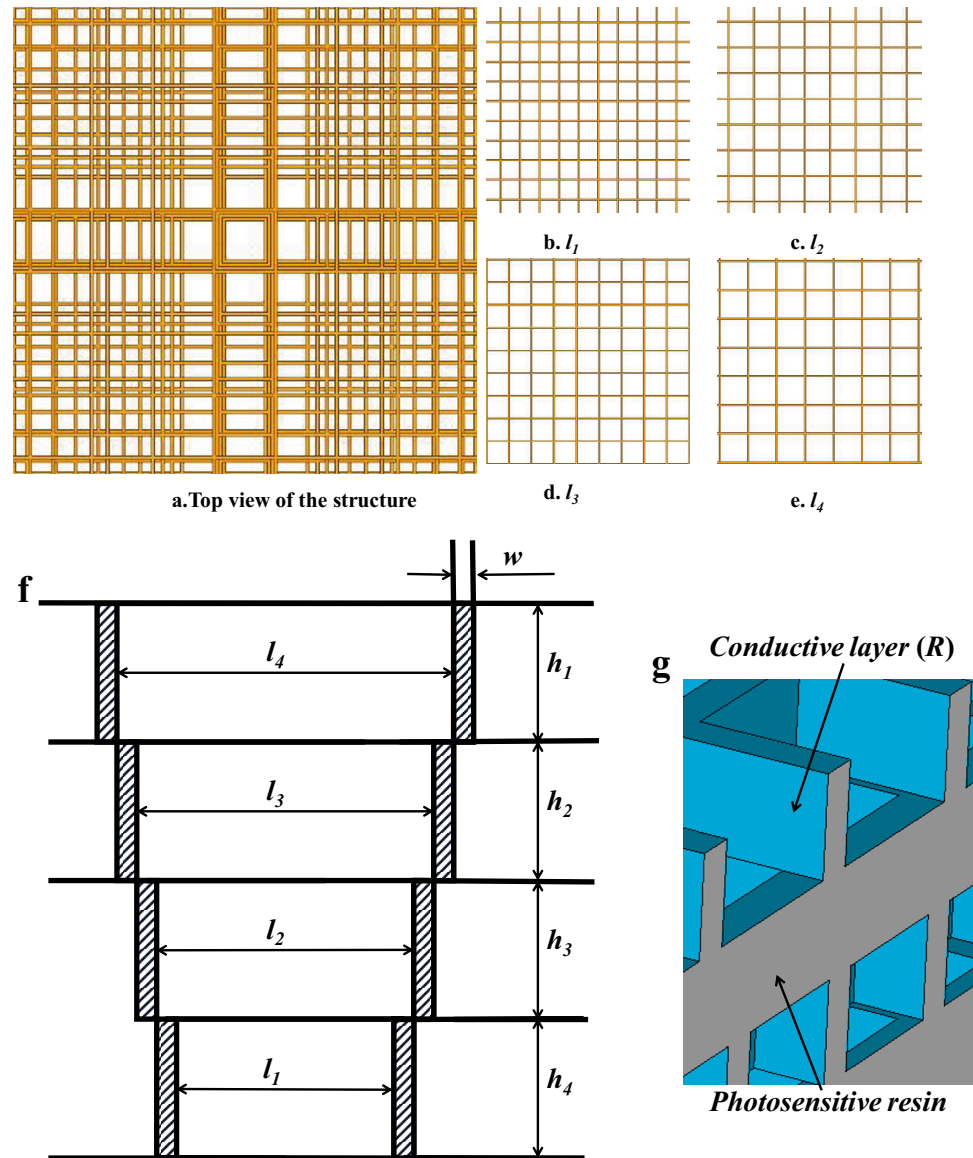 a.Top view of the structure
b. l₁
c. l₂
d. l₃
e. l₄
f
w
l₄
h₁
l₃
h₂
l₂
h₃
l₁
h₄
g
Conductive layer (R)
Photosensitive resin